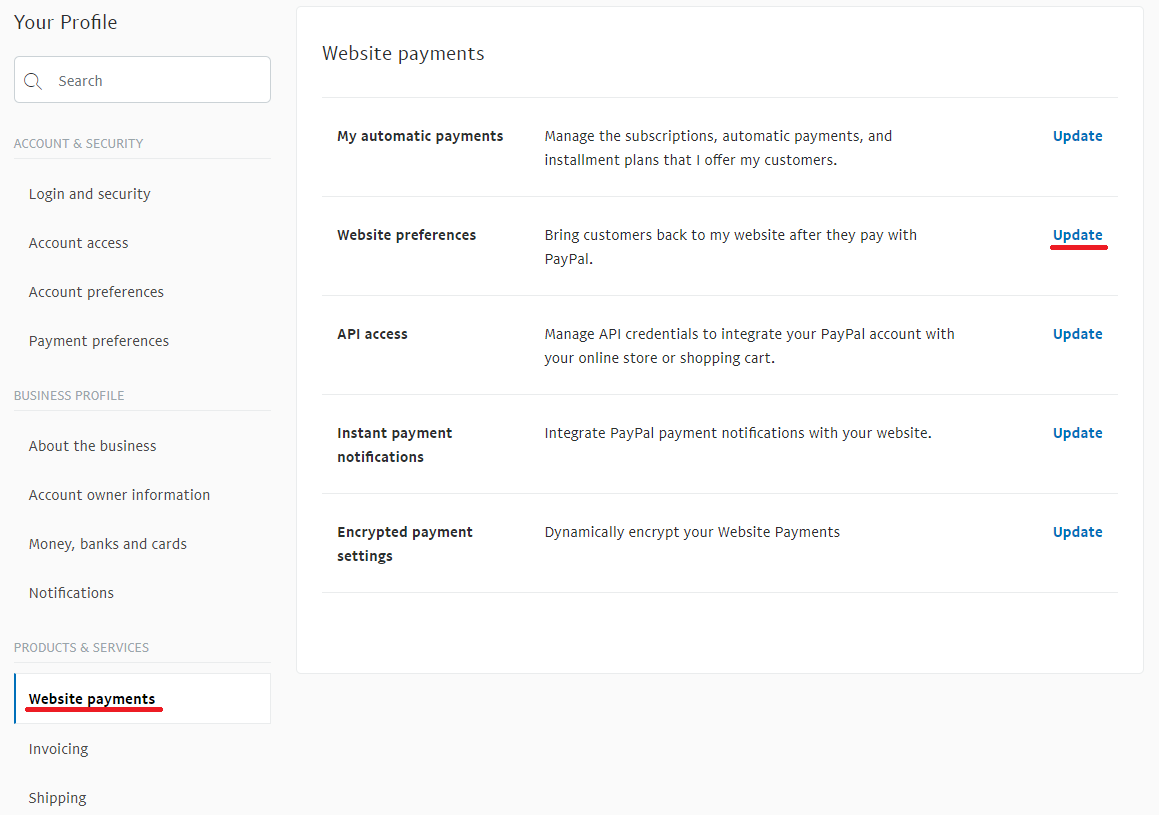 Your Profile
Search
ACCOUNT & SECURITY
Login and security
Account access
Account preferences
Payment preferences
BUSINESS PROFILE
About the business
Account owner information
Money, banks and cards
Notifications
PRODUCTS & SERVICES
Website payments
Invoicing
Shipping
Website payments
My automatic payments
Manage the subscriptions, automatic payments, and
installment plans that I offer my customers.
Update
Website preferences
Bring customers back to my website after they pay with
PayPal.
Update
API access
Manage API credentials to integrate your PayPal account with
your online store or shopping cart.
Update
Instant payment
notifications
Integrate PayPal payment notifications with your website.
Update
Encrypted payment
settings
Dynamically encrypt your Website Payments
Update